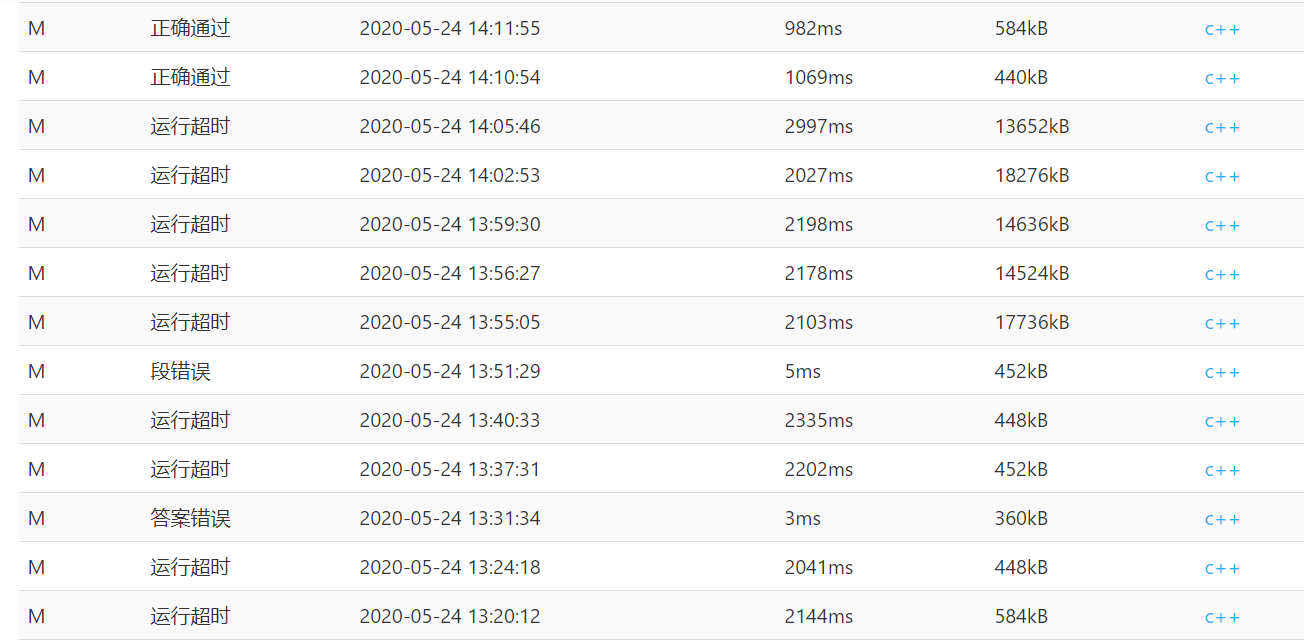 M 正确通过 2020-05-24 14:11:55 982ms 584kB c++
M 正确通过 2020-05-24 14:10:54 1069ms 440kB c++
M 运行超时 2020-05-24 14:05:46 2997ms 13652kB c++
M 运行超时 2020-05-24 14:02:53 2027ms 18276kB c++
M 运行超时 2020-05-24 13:59:30 2198ms 14636kB c++
M 运行超时 2020-05-24 13:56:27 2178ms 14524kB c++
M 运行超时 2020-05-24 13:55:05 2103ms 17736kB c++
M 段错误 2020-05-24 13:51:29 5ms 452kB c++
M 运行超时 2020-05-24 13:40:33 2335ms 448kB c++
M 运行超时 2020-05-24 13:37:31 2202ms 452kB c++
M 答案错误 2020-05-24 13:31:34 3ms 360kB c++
M 运行超时 2020-05-24 13:24:18 2041ms 448kB c++
M 运行超时 2020-05-24 13:20:12 2144ms 584kB c++